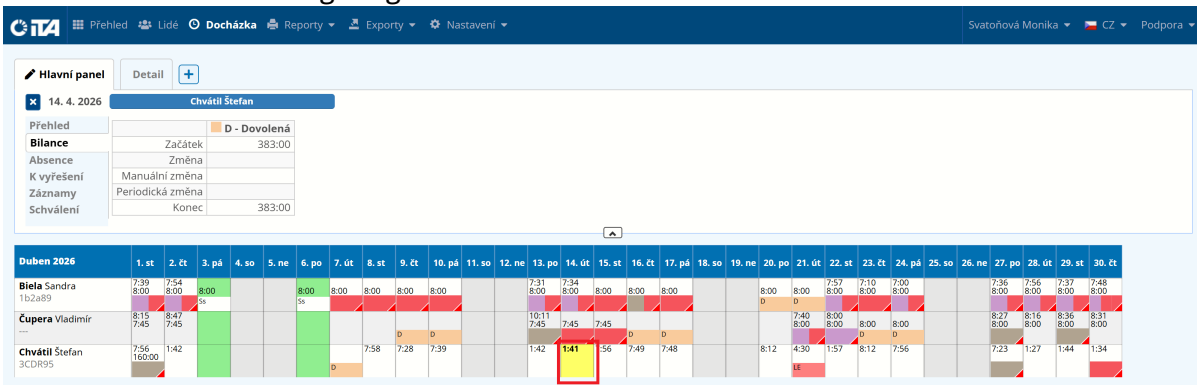 iTA Přehled Lidé Docházka Reporty Exporty Nastavení Svatoňová Monika CZ Podpora
Hlavní panel Detail +
14. 4. 2026 Chvátil Štefan
Přehled
Bilance
Absence
K vyřešení
Záznamy
Schválení
D - Dovolená
Začátek 383:00
Změna
Manuální změna
Periodická změna
Konec 383:00
Duben 2026 1. st 2. čt 3. pá 4. so 5. ne 6. po 7. út 8. st 9. čt 10. pá 11. so 12. ne 13. po 14. út 15. st 16. čt 17. pá 18. so 19. ne 20. po 21. út 22. st 23. čt 24. pá 25. so 26. ne 27. po 28. út 29. st 30. čt
7:39 7:54 7:31 7:34 7:57 7:10 7:00 7:36 7:56 7:37 7:48
Biela Sandra 8:00 8:00 8:00 8:00 8:00 8:00 8:00 8:00 8:00 8:00 8:00 8:00 8:00 8:00 8:00 8:00 8:00 8:00 8:00 8:00 8:00 8:00
1b2a89 Ss Ss D D
8:15 8:47 10:11 7:40 8:00 8:27 8:16 8:36 8:31
Čupera Vladimír 7:45 7:45 7:45 7:45 7:45 8:00 8:00 8:00 8:00 8:00 8:00 8:00 8:00
--- D D D D D D
Chvátil Štefan 7:56 1:42 7:58 7:28 7:39 1:42 1:41 :56 7:49 7:48 8:12 4:30 1:57 8:12 7:56 7:23 1:27 1:44 1:34
160:00
3CDR95 D LE